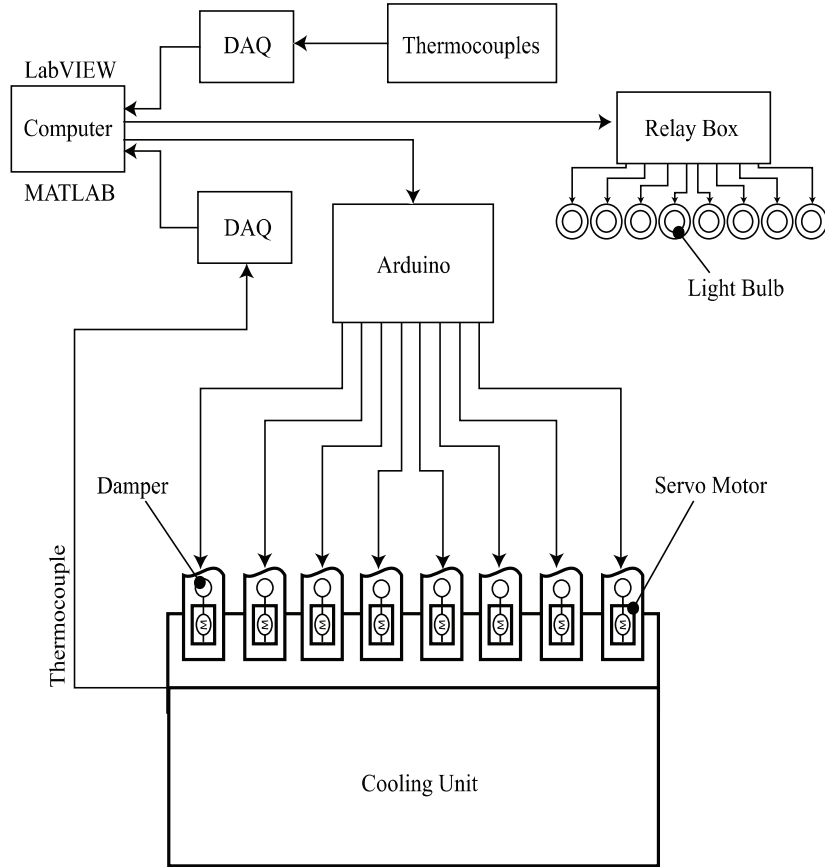 DAQ
Thermocouples
LabVIEW
Computer
Relay Box
MATLAB
DAQ
Arduino
Light Bulb
Damper
Servo Motor
Thermocouple
M
M
M
M
M
M
M
M
Cooling Unit